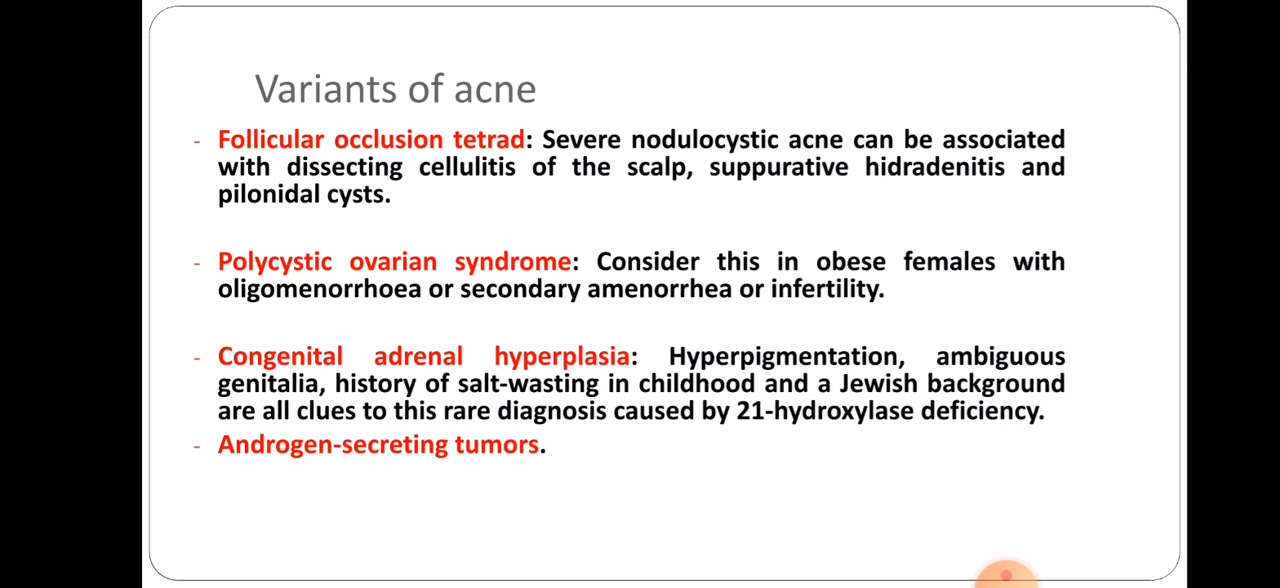 Variants of acne
- Follicular occlusion tetrad: Severe nodulocystic acne can be associated
with dissecting cellulitis of the scalp, suppurative hidradenitis and
pilonidal cysts.
- Polycystic ovarian syndrome: Consider this in obese females with
oligomenorrhoea or secondary amenorrhea or infertility.
- Congenital adrenal hyperplasia: Hyperpigmentation, ambiguous
genitalia, history of salt-wasting in childhood and a Jewish background
are all clues to this rare diagnosis caused by 21-hydroxylase deficiency.
- Androgen-secreting tumors.